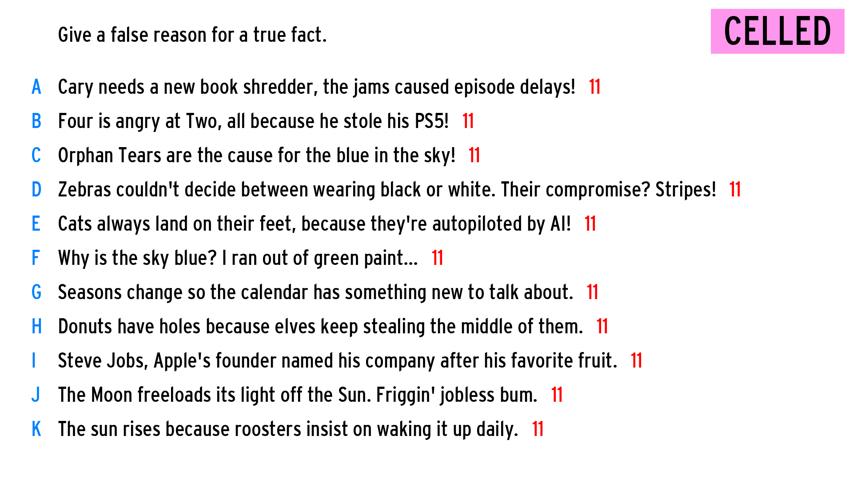 Give a false reason for a true fact.
CELLED
A Cary needs a new book shredder, the jams caused episode delays! 11
B Four is angry at Two, all because he stole his PS5! 11
C Orphan Tears are the cause for the blue in the sky! 11
D Zebras couldn't decide between wearing black or white. Their compromise? Stripes! 11
E Cats always land on their feet, because they're autopiloted by AI! 11
F Why is the sky blue? I ran out of green paint... 11
G Seasons change so the calendar has something new to talk about. 11
H Donuts have holes because elves keep stealing the middle of them. 11
I Steve Jobs, Apple's founder named his company after his favorite fruit. 11
J The Moon freeloads its light off the Sun. Friggin' jobless bum. 11
K The sun rises because roosters insist on waking it up daily. 11